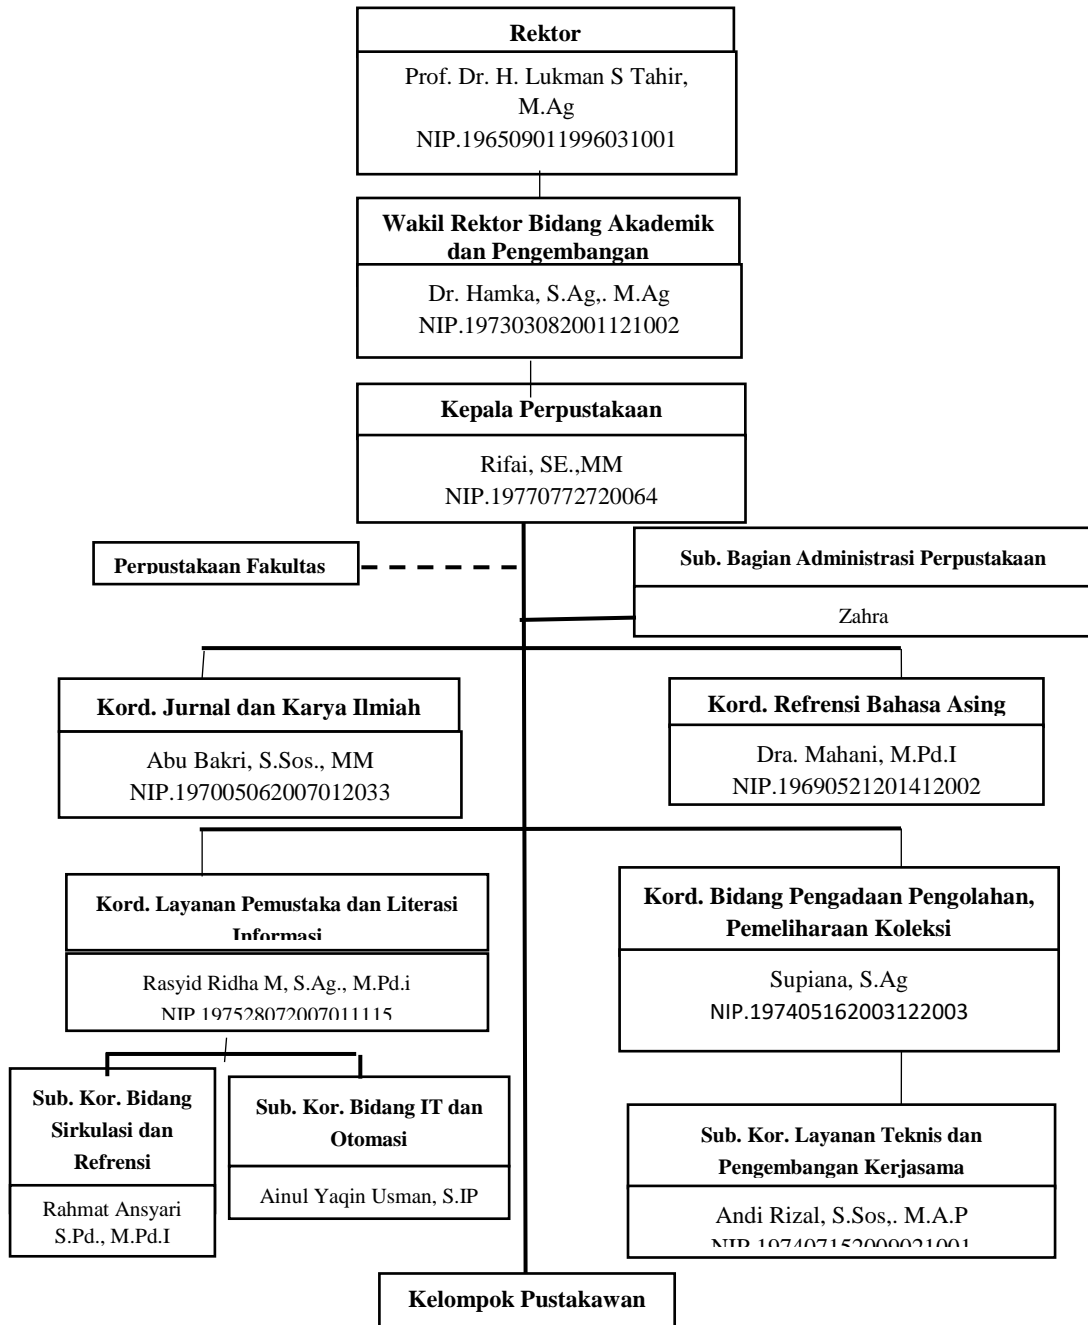 Rektor
Prof. Dr. H. Lukman S Tahir,
M.Ag
NIP.196509011996031001
Wakil Rektor Bidang Akademik
dan Pengembangan
Dr. Hamka, S.Ag,. M.Ag
NIP.197303082001121002
Kepala Perpustakaan
Rifai, SE.,MM
NIP.19770772720064
Perpustakaan Fakultas
Sub. Bagian Administrasi Perpustakaan
Zahra
Kord. Jurnal dan Karya Ilmiah
Abu Bakri, S.Sos., MM
NIP.197005062007012033
Kord. Refrensi Bahasa Asing
Dra. Mahani, M.Pd.I
NIP.19690521201412002
Kord. Layanan Pemustaka dan Literasi
Informasi
Rasyid Ridha M, S.Ag., M.Pd.i
NIP.197528072007011115
Kord. Bidang Pengadaan Pengolahan,
Pemeliharaan Koleksi
Supiana, S.Ag
NIP.197405162003122003
Sub. Kor. Bidang
Sirkulasi dan
Refrensi
Rahmat Ansyari
S.Pd., M.Pd.I
Sub. Kor. Bidang IT dan
Otomasi
Ainul Yaqin Usman, S.IP
Sub. Kor. Layanan Teknis dan
Pengembangan Kerjasama
Andi Rizal, S.Sos,. M.A.P
NIP.197407152009021001
Kelompok Pustakawan